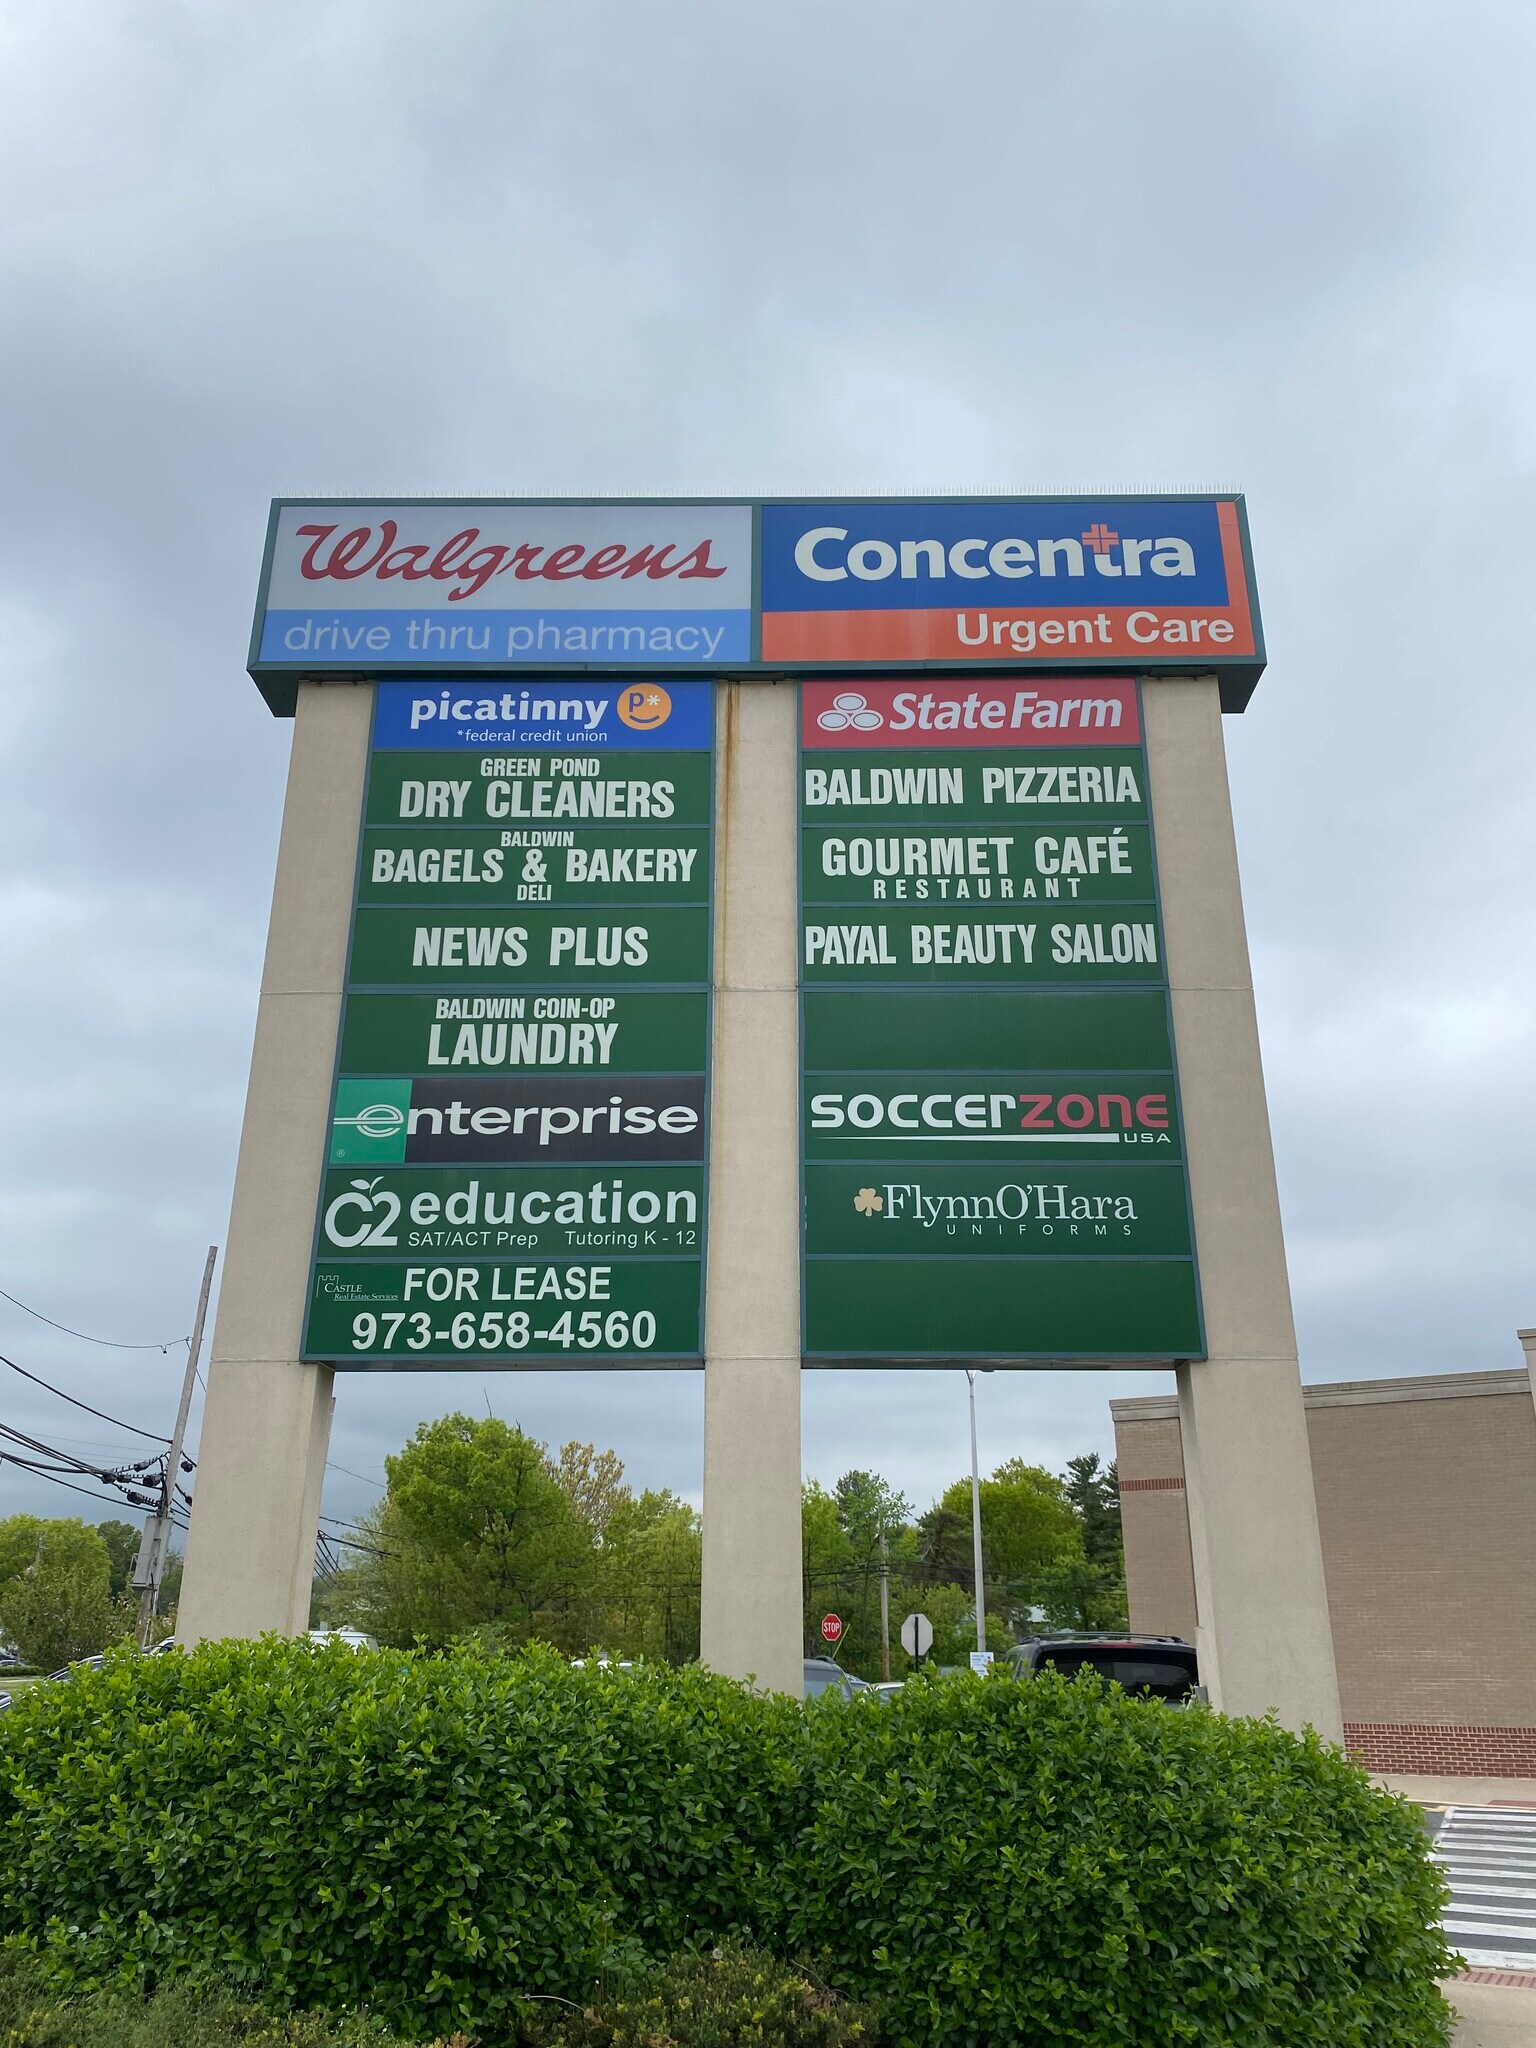 Walgreens
drive thru pharmacy
Concentra
Urgent Care
picatinny p*
*federal credit union
GREEN POND
DRY CLEANERS
BALDWIN
BAGELS & BAKERY
DELI
NEWS PLUS
BALDWIN COIN-OP
LAUNDRY
enterprise
®
C2 education
SAT/ACT Prep Tutoring K - 12
CASTLE
Real Estate Services
FOR LEASE
973-658-4560
State Farm
BALDWIN PIZZERIA
GOURMET CAFÉ
RESTAURANT
PAYAL BEAUTY SALON
SOCCER ZONE
USA
FlynnO'Hara
UNIFORMS
STOP